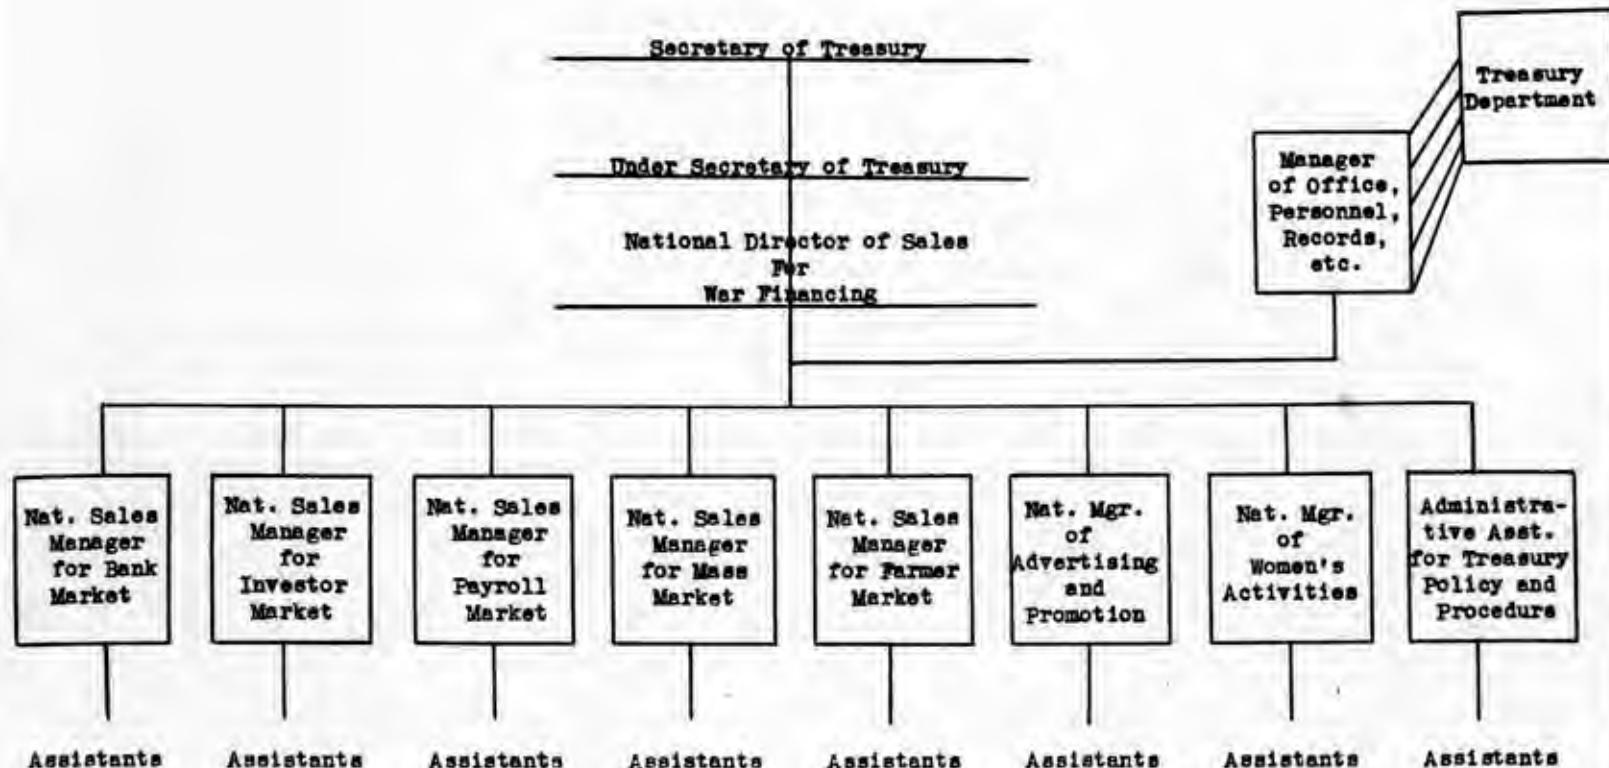 Secretary of Treasury
Treasury
Department
Under Secretary of Treasury
Manager
of Office,
Personnel,
Records,
etc.
National Director of Sales
For
War Financing
Nat. Sales
Manager
for Bank
Market
Nat. Sales
Manager
for
Investor
Market
Nat. Sales
Manager
for
Payroll
Market
Nat. Sales
Manager
for Mass
Market
Nat. Sales
Manager
for Farmer
Market
Nat. Mgr.
of
Advertising
and
Promotion
Nat. Mgr.
of
Women's
Activities
Administra-
tive Asst.
for Treasury
Policy and
Procedure
Assistants
Assistants
Assistants
Assistants
Assistants
Assistants
Assistants
Assistants